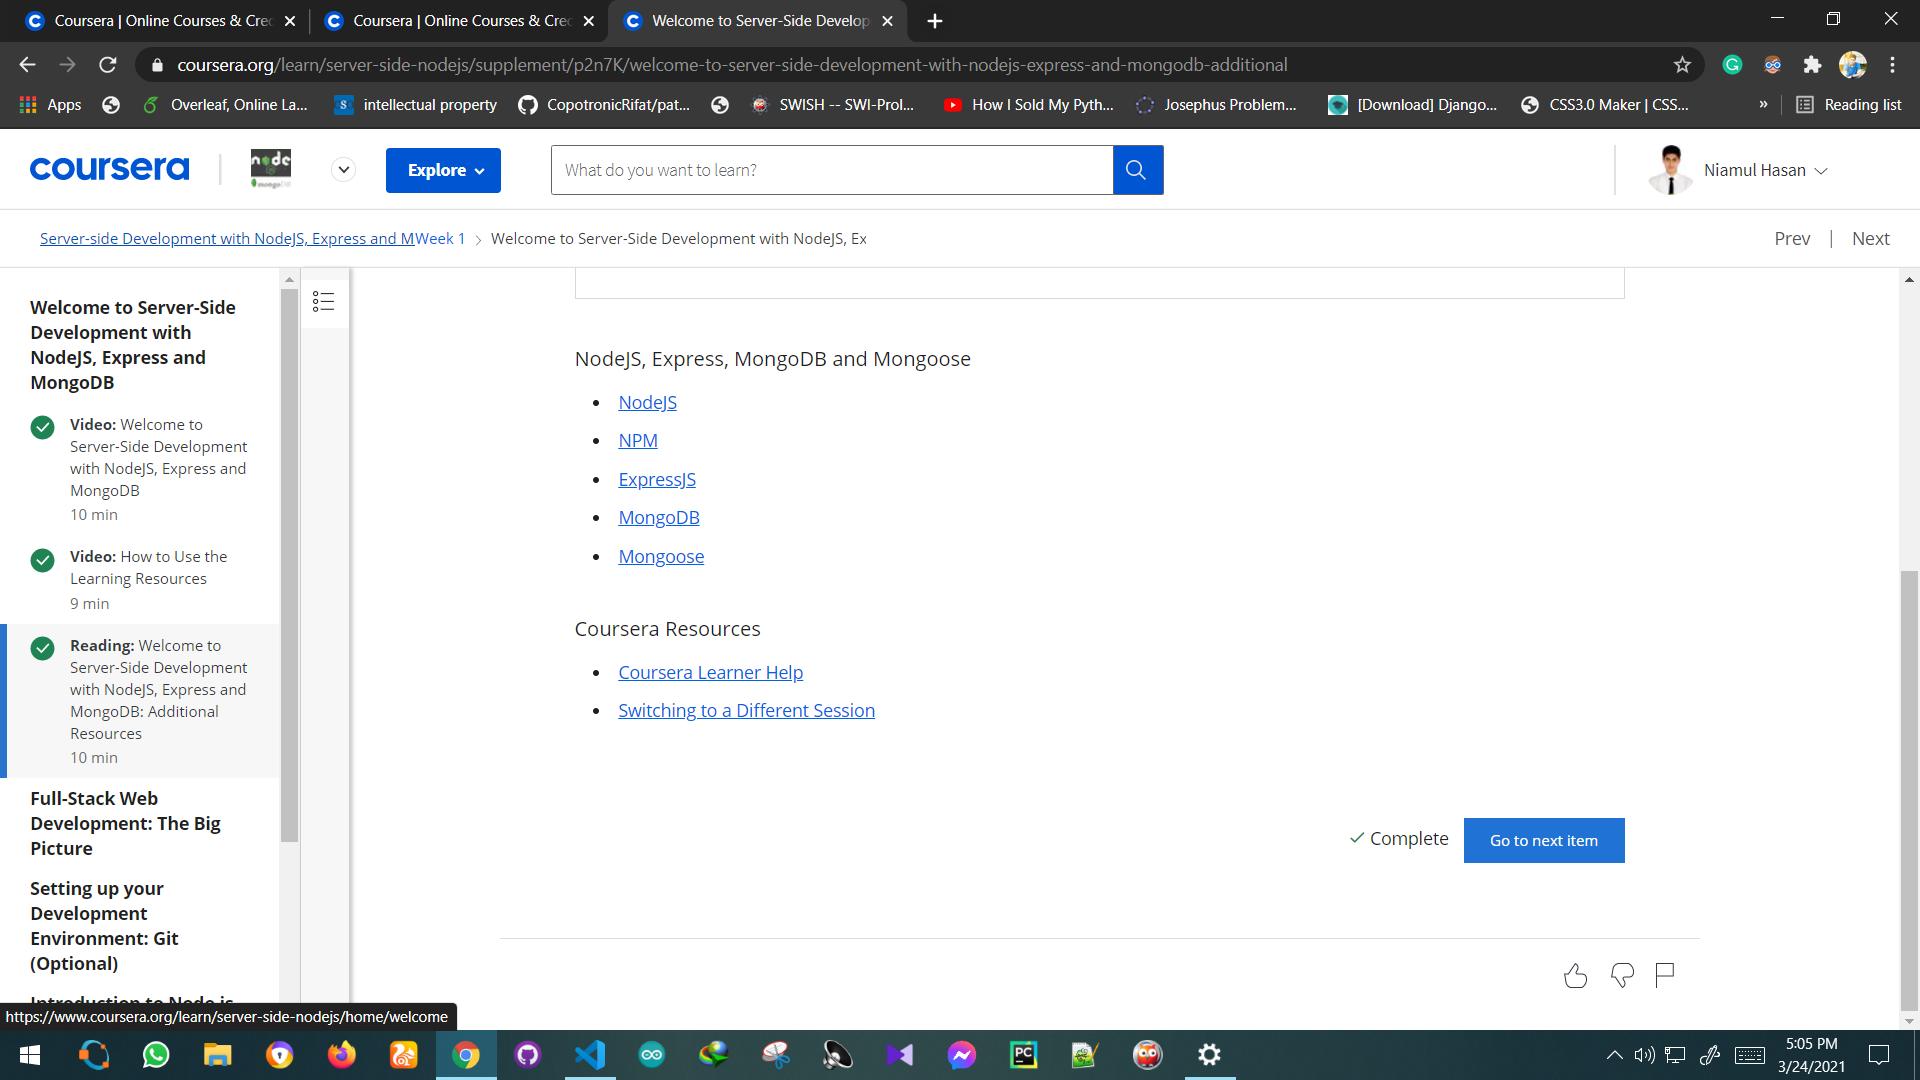 Coursera | Online Courses & Cre
Coursera | Online Courses & Cre
Welcome to Server-Side Develop
coursera.org/learn/server-side-nodejs/supplement/p2n7K/welcome-to-server-side-development-with-nodejs-express-and-mongodb-additional
Apps
Overleaf, Online La...
intellectual property
CopotronicRifat/pat...
SWISH -- SWI-Prol...
How I Sold My Pyth...
Josephus Problem...
[Download] Django...
CSS3.0 Maker | CSS...
»
Reading list
coursera
node
mongoDB
Explore
What do you want to learn?
Niamul Hasan
Server-side Development with NodeJS, Express and M
Week 1
Welcome to Server-Side Development with NodeJS, Ex
Prev
Next
Welcome to Server-Side
Development with
NodeJS, Express and
MongoDB
Video: Welcome to
Server-Side Development
with NodeJS, Express and
MongoDB
10 min
Video: How to Use the
Learning Resources
9 min
Reading: Welcome to
Server-Side Development
with NodeJS, Express and
MongoDB: Additional
Resources
10 min
Full-Stack Web
Development: The Big
Picture
Setting up your
Development
Environment: Git
(Optional)
Introduction to Node.js
NodeJS, Express, MongoDB and Mongoose
NodeJS
NPM
ExpressJS
MongoDB
Mongoose
Coursera Resources
Coursera Learner Help
Switching to a Different Session
Complete
Go to next item
https://www.coursera.org/learn/server-side-nodejs/home/welcome
PC
5:05 PM
3/24/2021